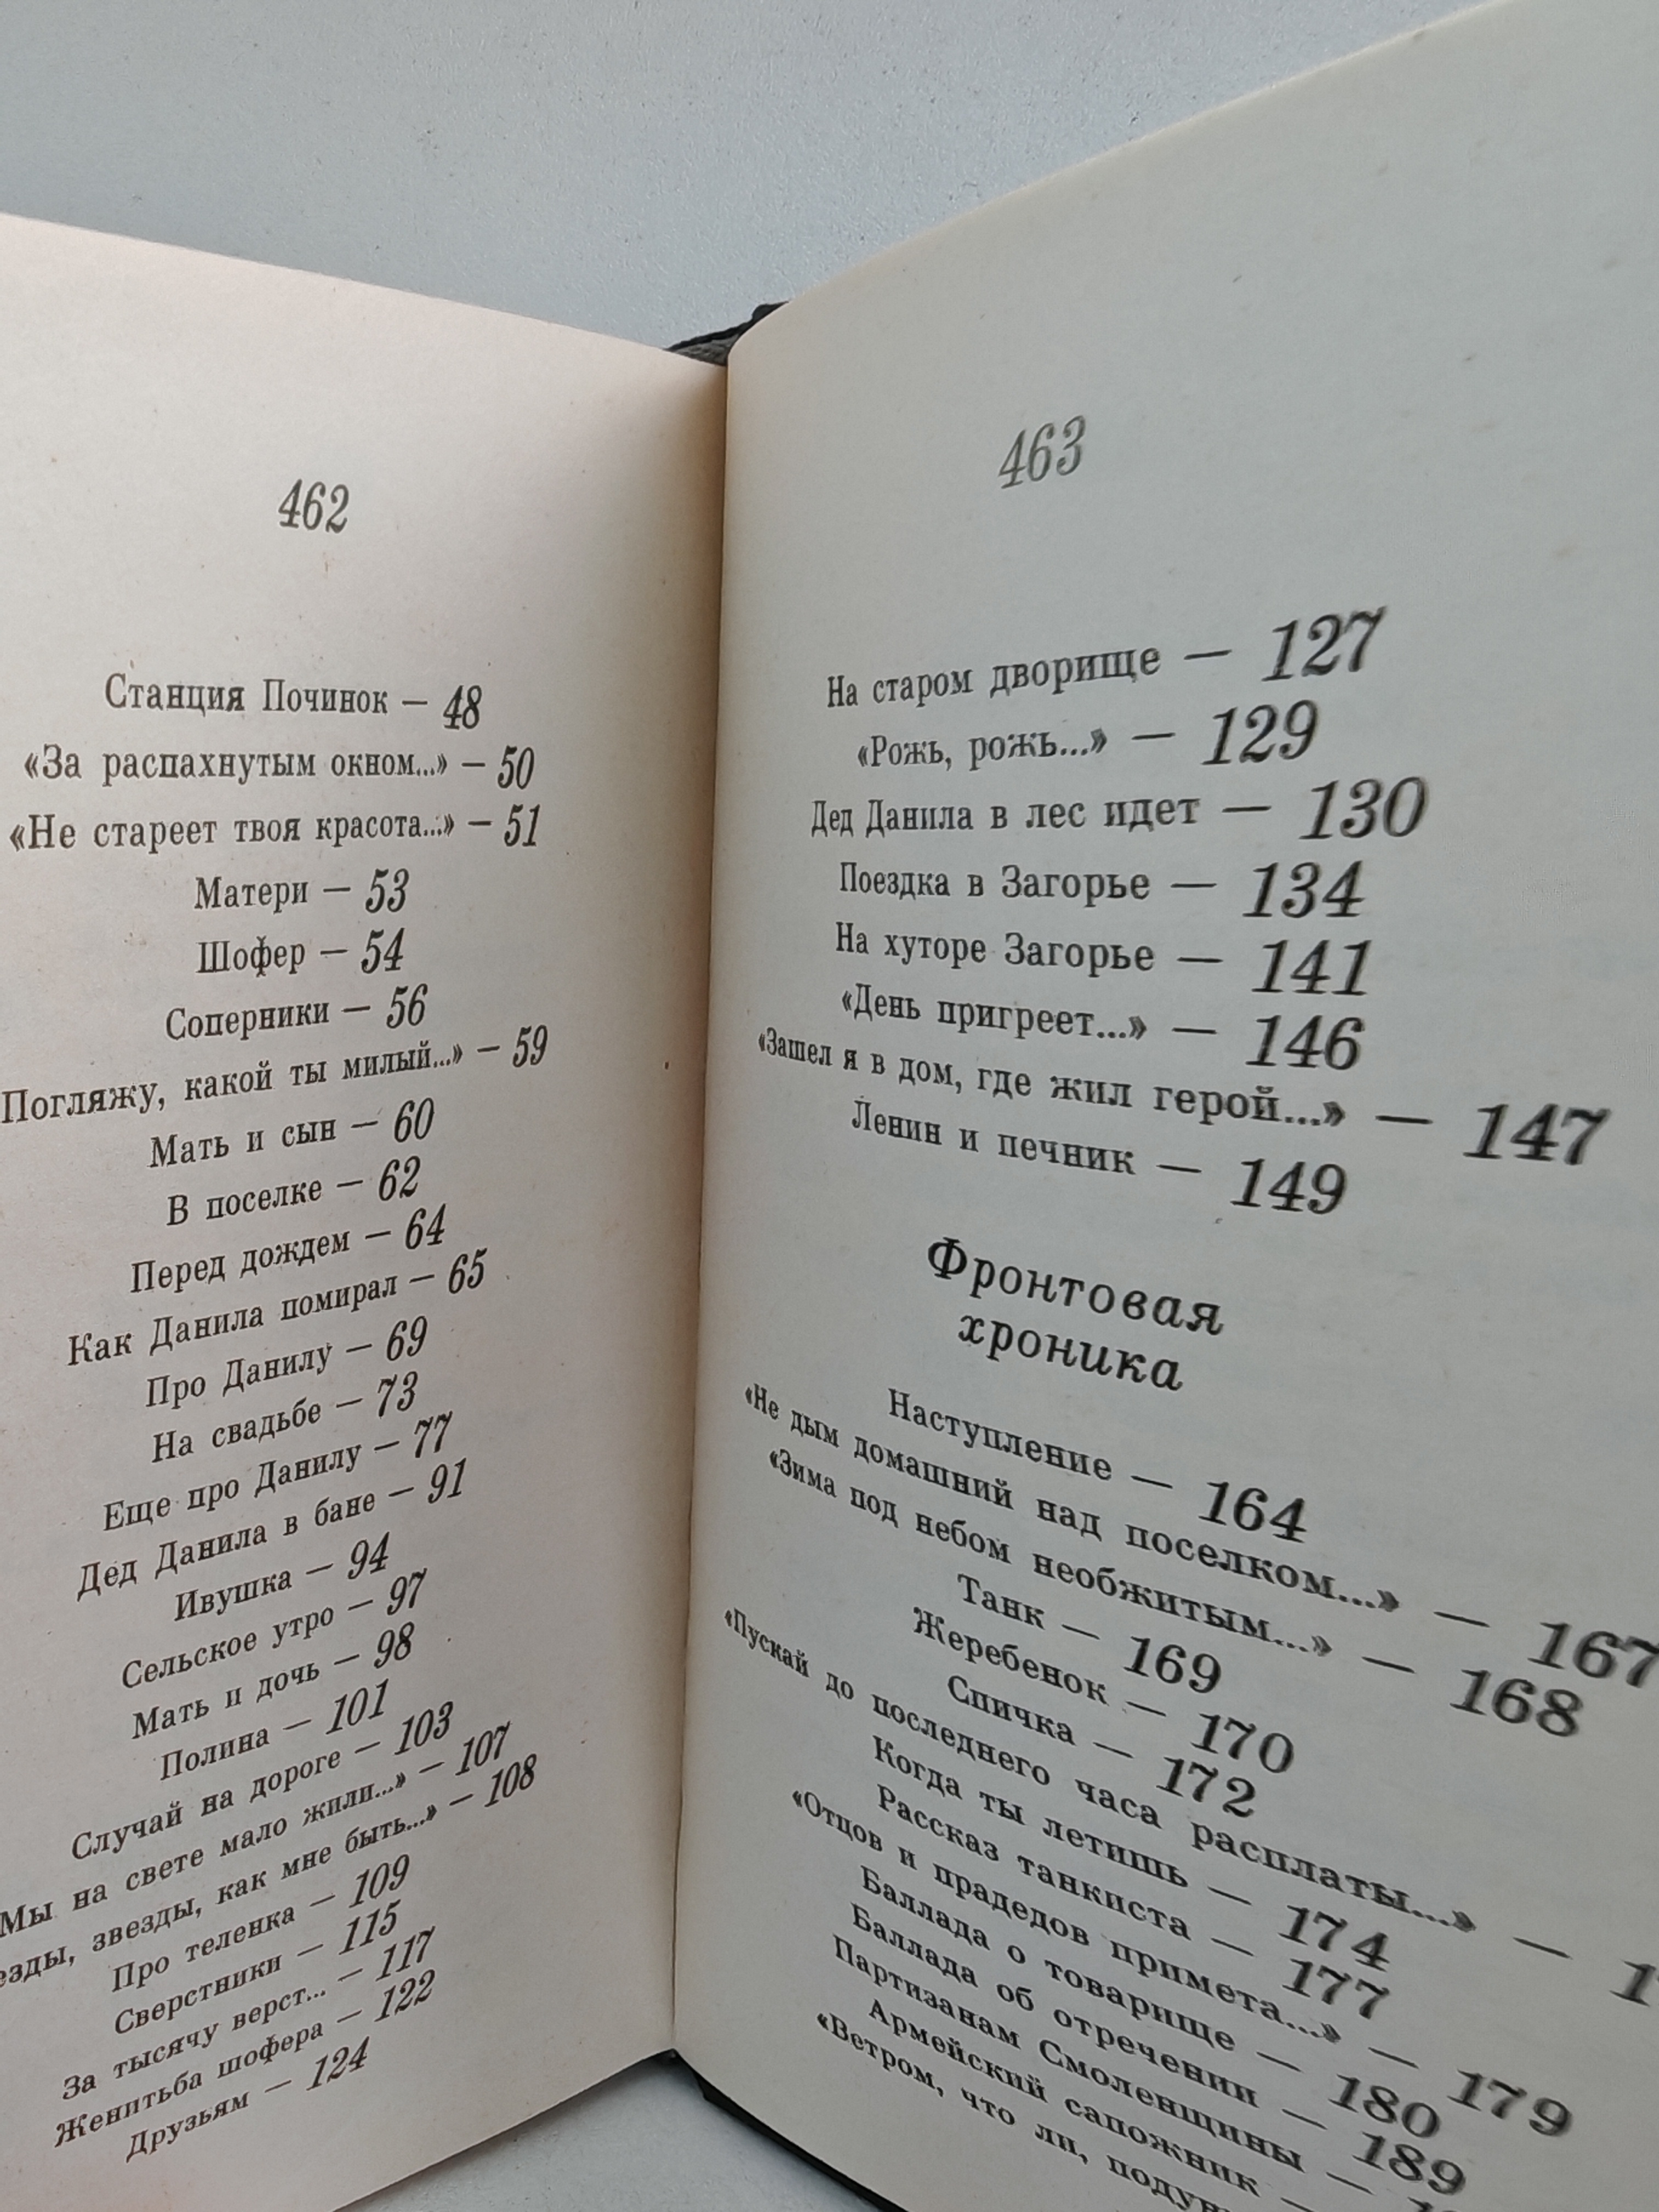 462
Станция Починок — 48
«За распахнутым окном...» — 50
«Не стареет твоя красота...» — 51
Матери — 53
Шофер — 54
Соперники — 56
Погляжу, какой ты милый...» — 59
Мать и сын — 60
В поселке — 62
Перед дождем — 64
Как Данила помирал — 65
Про Данилу — 69
На свадьбе — 73
Еще про Данилу — 77
Дед Данила в бане — 91
Ивушка — 94
Сельское утро — 97
Мать и дочь — 98
Полина — 101
Случай на дороге — 103
Мы на свете мало жили...» — 107
звезды, как мне быть...» — 108
Про теленка — 109
Сверстники — 115
За тысячу верст... — 117
Женитьба шофера — 122
Друзьям — 124
463
На старом дворище — 127
«Рожь, рожь...» — 129
Дед Данила в лес идет — 130
Поездка в Загорье — 134
На хуторе Загорье — 141
«День пригреет...» — 146
«Зашел я в дом, где жил герой...» — 147
Ленин и печник — 149
Фронтовая
хроника
Наступление — 164
«Не дым домашний над поселком...» — 167
«Зима под небом необжитым...» — 168
Танк — 169
Жеребенок — 170
Спичка — 172
«Пускай до последнего часа расплаты...» —
Когда ты летишь — 174
Рассказ танкиста — 177
«Отцов и прадедов примета...» — 179
Баллада о товарище — 180
Баллада об отречении — 189
Партизанам Смоленщины —
Армейский сапожник —
«Ветром, что ли,